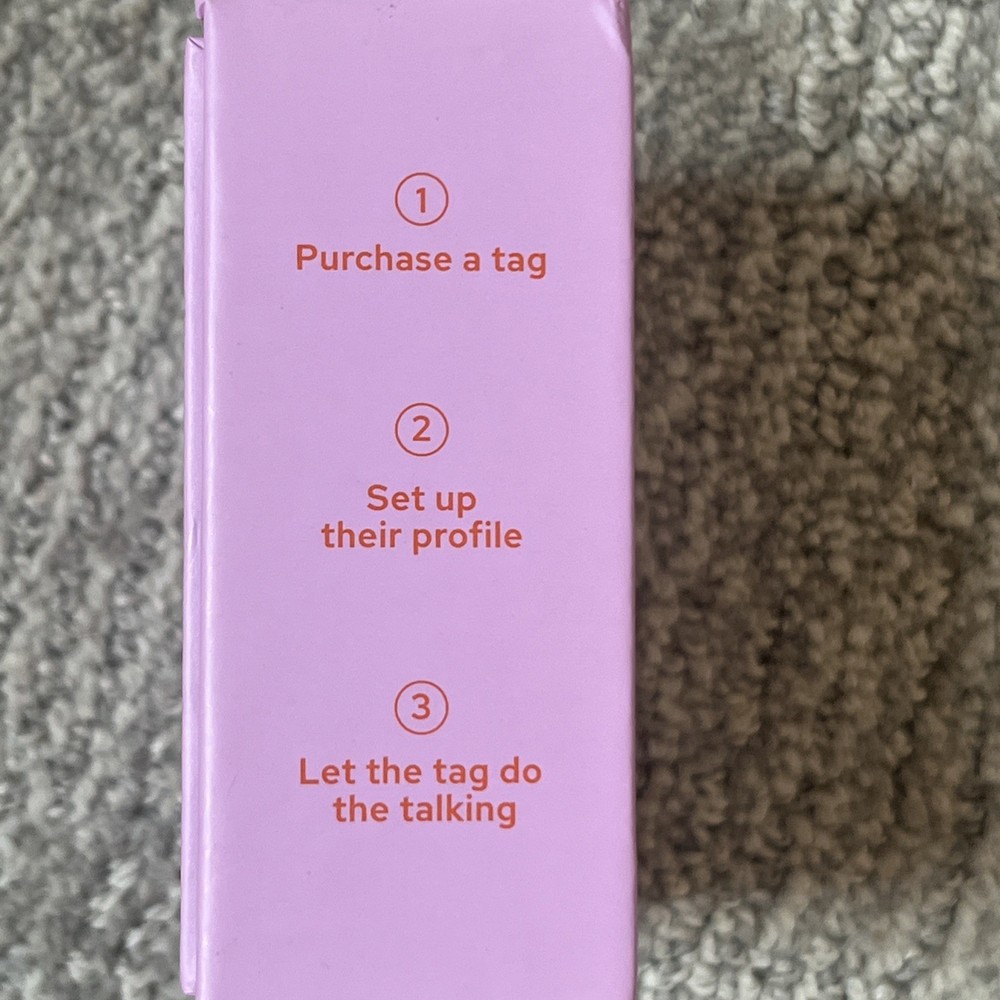 1
Purchase a tag
2
Set up
their profile
3
Let the tag do
the talking